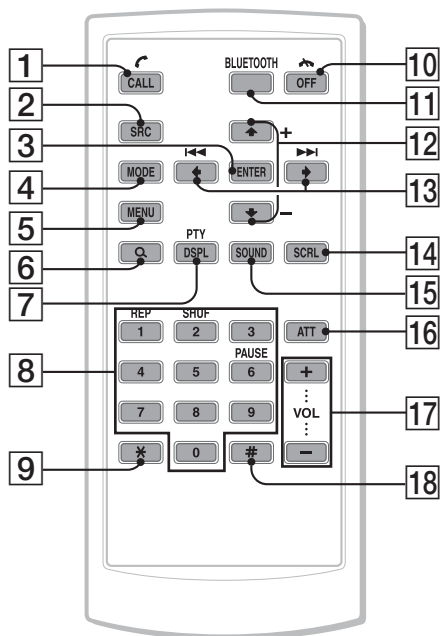 1
CALL
BLUETOOTH
OFF
10
11
2
SRC
+
12
3
ENTER
13
4
MODE
5
MENU
−
6
PTY
DSPL
SOUND
SCRL
14
7
15
REP
SHUF
1
2
3
ATT
16
8
PAUSE
4
5
6
+
VOL
17
7
8
9
−
9
*
0
#
18